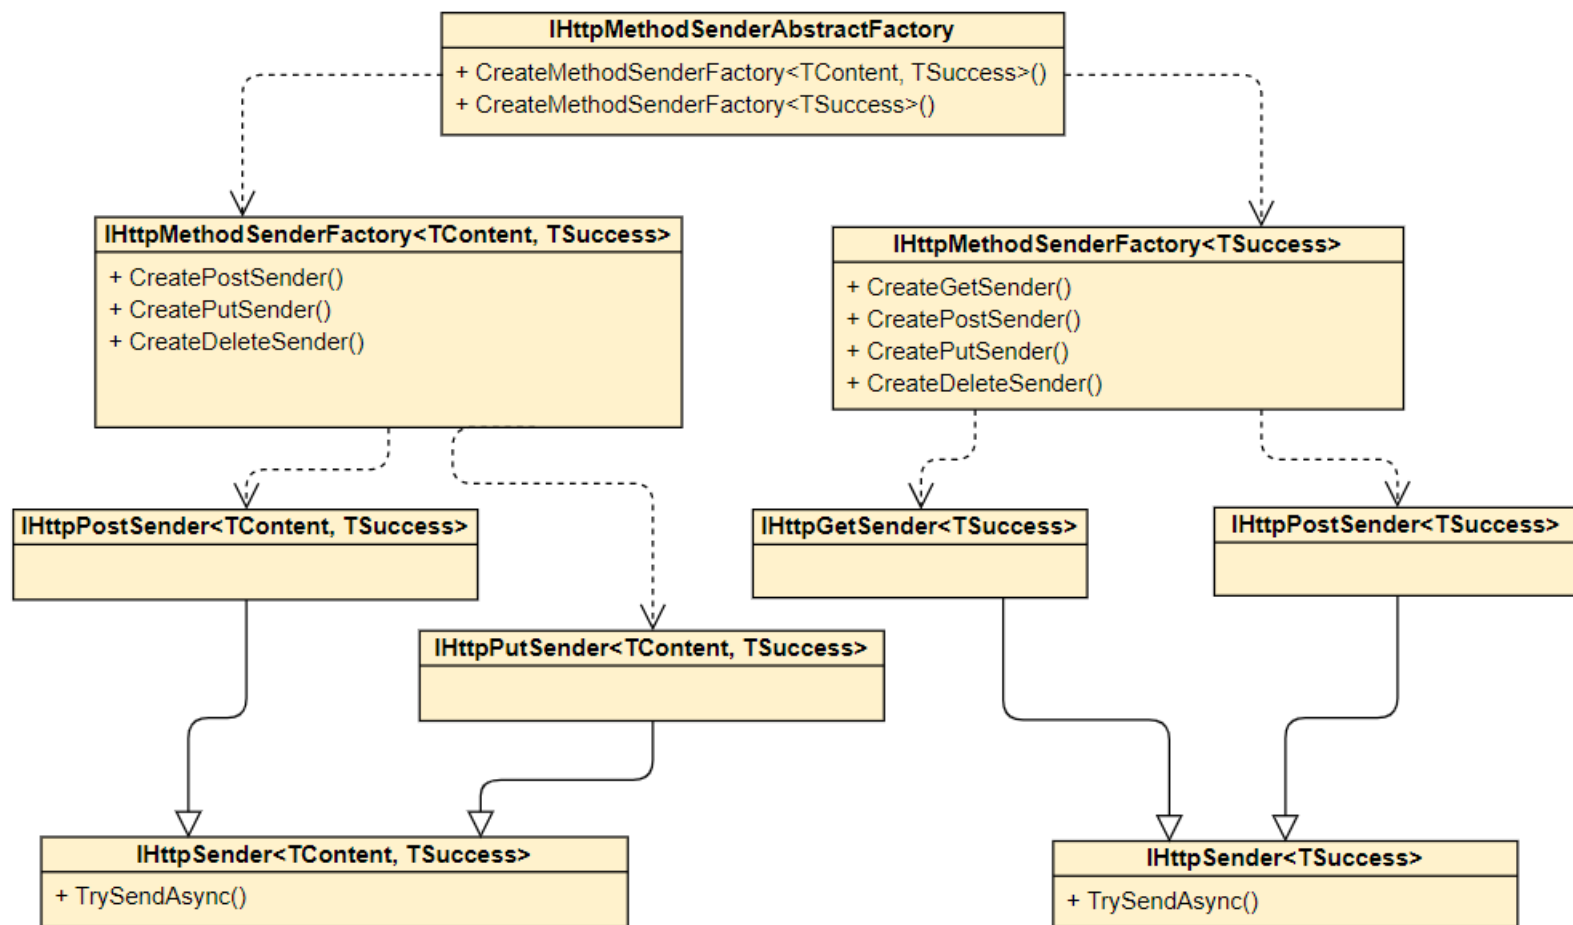 IHttpMethodSenderAbstractFactory
+ CreateMethodSenderFactory<TContent, TSuccess>()
+ CreateMethodSenderFactory<TSuccess>()
IHttpMethodSenderFactory<TContent, TSuccess>
+ CreatePostSender()
+ CreatePutSender()
+ CreateDeleteSender()
IHttpMethodSenderFactory<TSuccess>
+ CreateGetSender()
+ CreatePostSender()
+ CreatePutSender()
+ CreateDeleteSender()
IHttpPostSender<TContent, TSuccess>
IHttpGetSender<TSuccess>
IHttpPostSender<TSuccess>
IHttpPutSender<TContent, TSuccess>
IHttpSender<TContent, TSuccess>
+ TrySendAsync()
IHttpSender<TSuccess>
+ TrySendAsync()